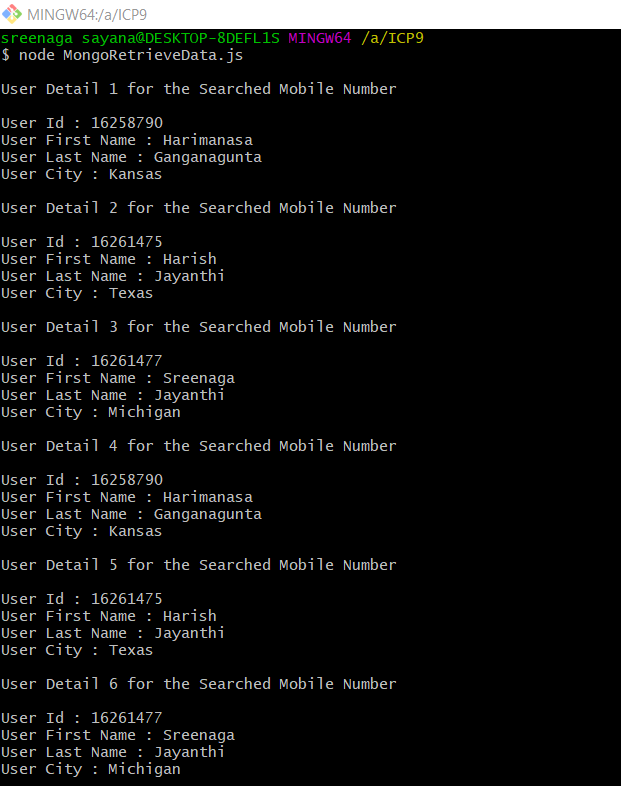 MINGW64:/a/ICP9
sreenaga sayana@DESKTOP-8DEFL1S MINGW64 /a/ICP9
$ node MongoRetrieveData.js
User Detail 1 for the Searched Mobile Number
User Id : 16258790
User First Name : Harimanasa
User Last Name : Ganganagunta
User City : Kansas
User Detail 2 for the Searched Mobile Number
User Id : 16261475
User First Name : Harish
User Last Name : Jayanthi
User City : Texas
User Detail 3 for the Searched Mobile Number
User Id : 16261477
User First Name : Sreenaga
User Last Name : Jayanthi
User City : Michigan
User Detail 4 for the Searched Mobile Number
User Id : 16258790
User First Name : Harimanasa
User Last Name : Ganganagunta
User City : Kansas
User Detail 5 for the Searched Mobile Number
User Id : 16261475
User First Name : Harish
User Last Name : Jayanthi
User City : Texas
User Detail 6 for the Searched Mobile Number
User Id : 16261477
User First Name : Sreenaga
User Last Name : Jayanthi
User City : Michigan